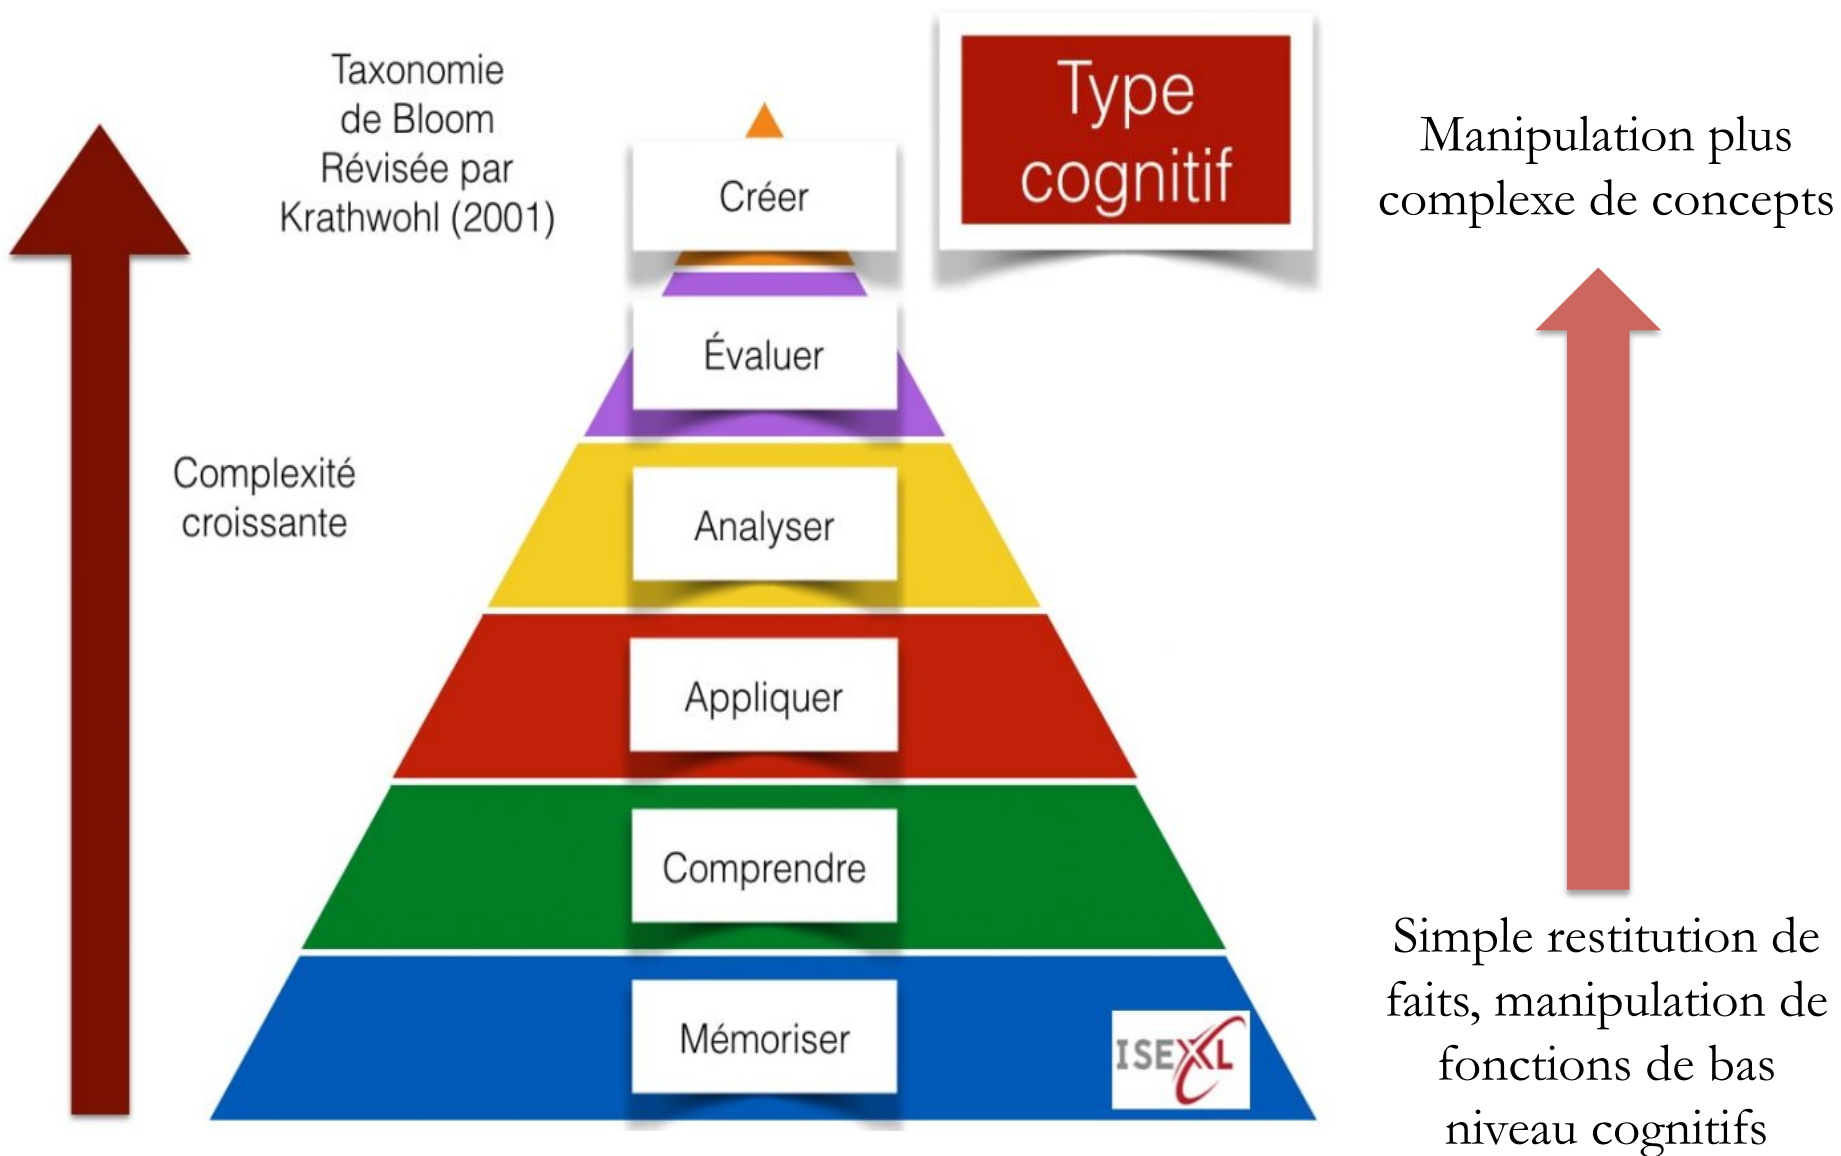 Taxonomie
de Bloom
Révisée par
Krathwohl (2001)
Type
cognitif
Manipulation plus
complexe de concepts
Créer
Évaluer
Complexité
croissante
Analyser
Appliquer
Comprendre
Mémoriser
ISEXL
Simple restitution de
faits, manipulation de
fonctions de bas
niveau cognitifs